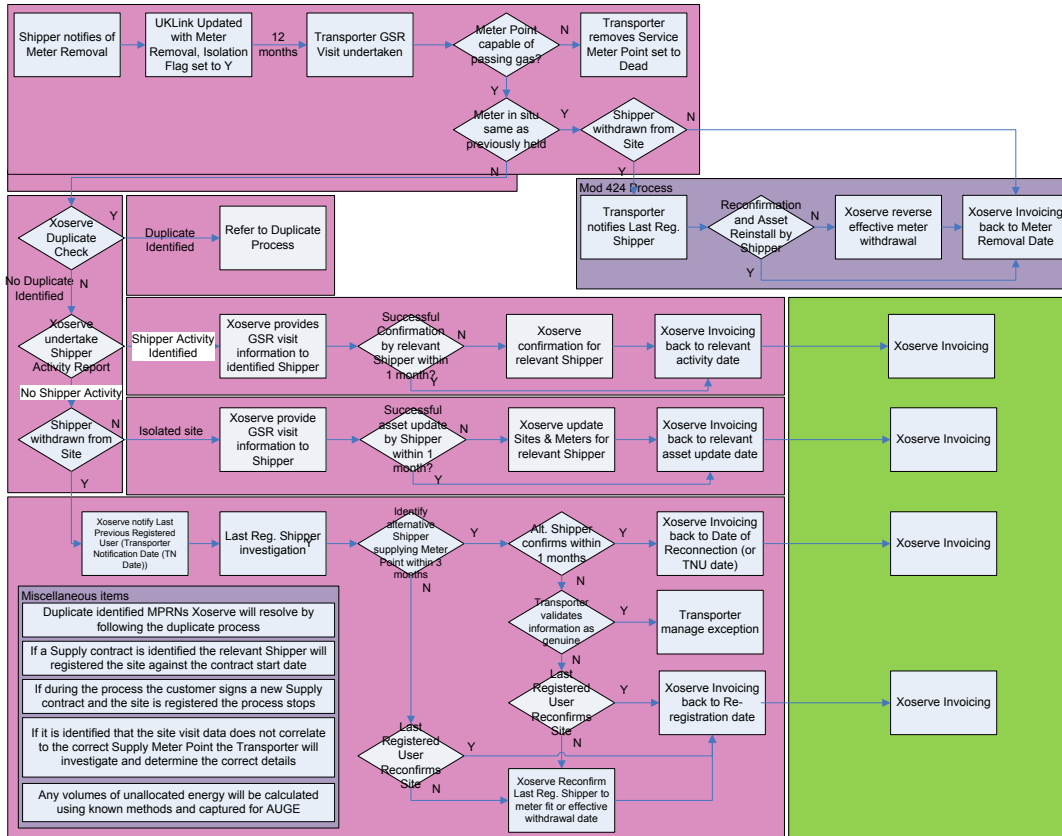 Shipper notifies of
Meter Removal
UKLink Updated
with Meter
Removal, Isolation
Flag set to Y
12
months
Transporter GSR
Visit undertaken
Meter Point
capable of
passing gas?
N
Transporter
removes Service
Meter Point set to
Dead
Y
Meter in situ
same as
previously held
Y
Shipper
withdrawn from
Site
N
N
Y
Mod 424 Process
Transporter
notifies Last Reg.
Shipper
Reconfirmation
and Asset
Reinstall by
Shipper
N
Xoserve reverse
effective meter
withdrawal
Xoserve Invoicing
back to Meter
Removal Date
Y
Xoserve
Duplicate
Check
Y
Duplicate
Identified
Refer to Duplicate
Process
No Duplicate
Identified
N
Xoserve
undertake
Shipper
Activity Report
Shipper Activity
Identified
Xoserve provides
GSR visit
information to
identified Shipper
Successful
Confirmation
by relevant
Shipper within
1 month?
N
Y
Xoserve
confirmation for
relevant Shipper
Xoserve Invoicing
back to relevant
activity date
Xoserve Invoicing
No Shipper Activity
Shipper
withdrawn from
Site
N
Isolated site
Xoserve provide
GSR visit
information to
Shipper
Successful
asset update
by Shipper
within 1
month?
N
Y
Xoserve update
Sites & Meters for
relevant Shipper
Xoserve Invoicing
back to relevant
asset update date
Xoserve Invoicing
Y
Xoserve notify Last
Previous Registered
User (Transporter
Notification Date (TN
Date))
Last Reg. Shipper
investigation
Y
Identify
alternative
Shipper
supplying Meter
Point within 3
months
Y
N
Alt. Shipper
confirms within
1 months
Y
N
Xoserve Invoicing
back to Date of
Reconnection (or
TNU date)
Xoserve Invoicing
Transporter
validates
information as
genuine
Y
N
Transporter
manage exception
Last
Registered
User
Reconfirms
Site
Y
N
Xoserve Invoicing
back to Re-
registration date
Xoserve Invoicing
Last
Registered
User
Reconfirms
Site
Y
N
Xoserve Reconfirm
Last Reg. Shipper to
meter fit or effective
withdrawal date
Miscellaneous items
Duplicate identified MPRNs Xoserve will resolve by
following the duplicate process
If a Supply contract is identified the relevant Shipper will
registered the site against the contract start date
If during the process the customer signs a new Supply
contract and the site is registered the process stops
If it is identified that the site visit data does not correlate
to the correct Supply Meter Point the Transporter will
investigate and determine the correct details
Any volumes of unallocated energy will be calculated
using known methods and captured for AUGE